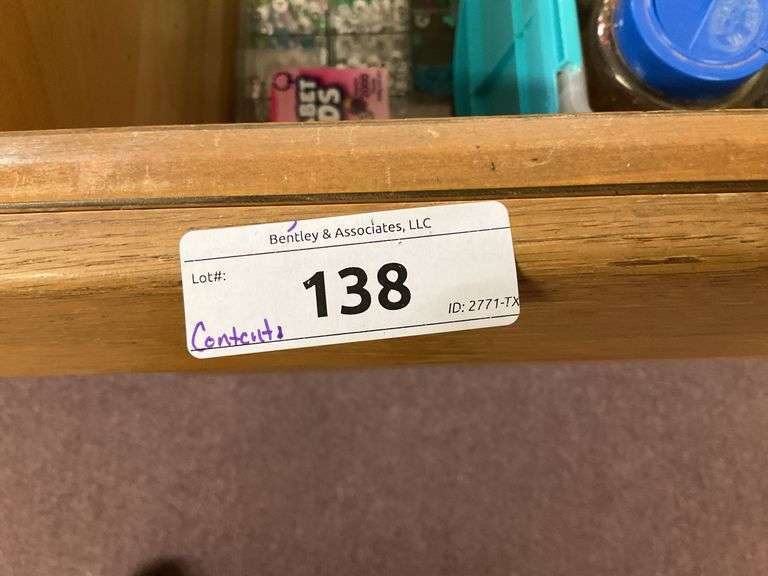 Bentley & Associates, LLC
Lot#:
138
ID: 2771-TX
Contents